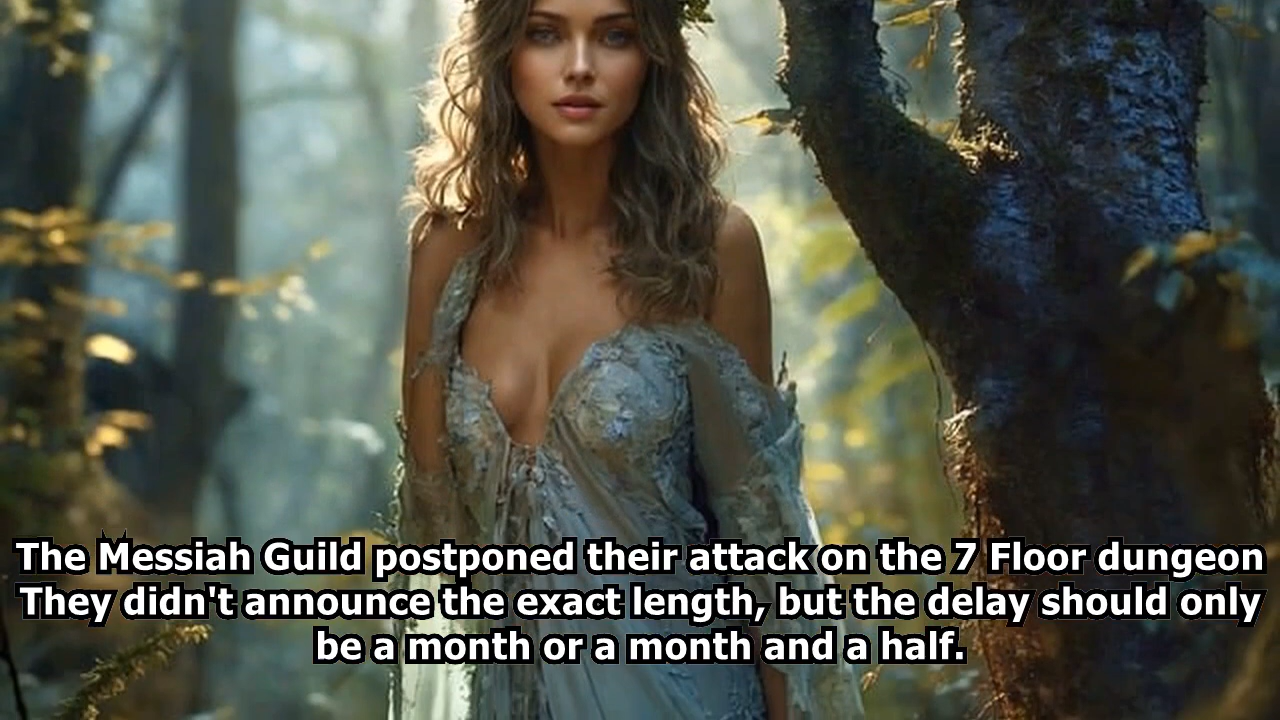 The Messiah Guild postponed their attack on the 7 Floor dungeon
They didn't announce the exact length, but the delay should only
be a month or a month and a half.